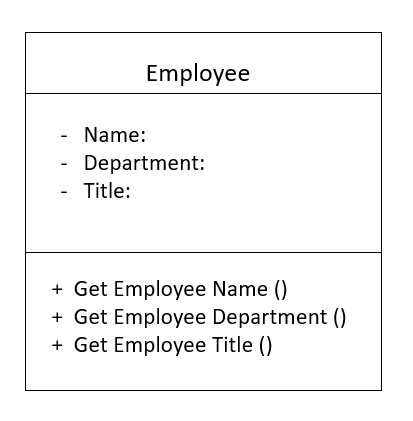 Employee
- Name:
- Department:
- Title:
+ Get Employee Name ()
+ Get Employee Department ()
+ Get Employee Title ()